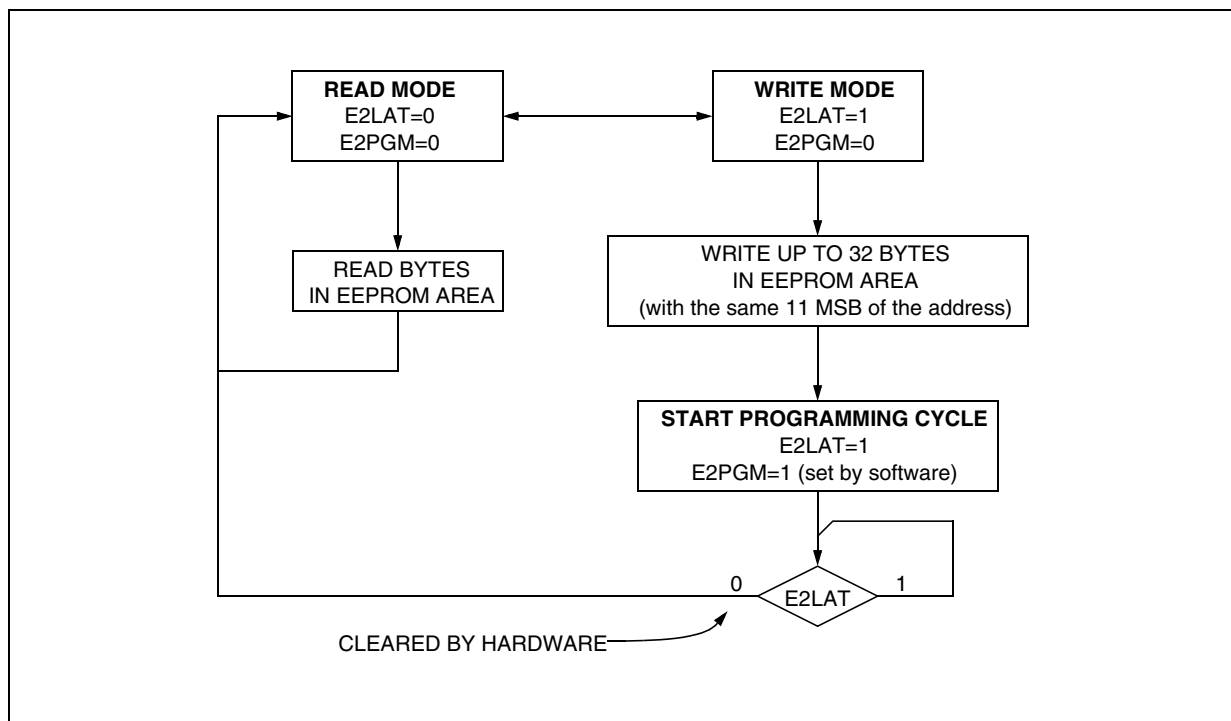 READ MODE
E2LAT=0
E2PGM=0
WRITE MODE
E2LAT=1
E2PGM=0
READ BYTES
IN EEPROM AREA
WRITE UP TO 32 BYTES
IN EEPROM AREA
(with the same 11 MSB of the address)
START PROGRAMMING CYCLE
E2LAT=1
E2PGM=1 (set by software)
0
E2LAT
1
CLEARED BY HARDWARE